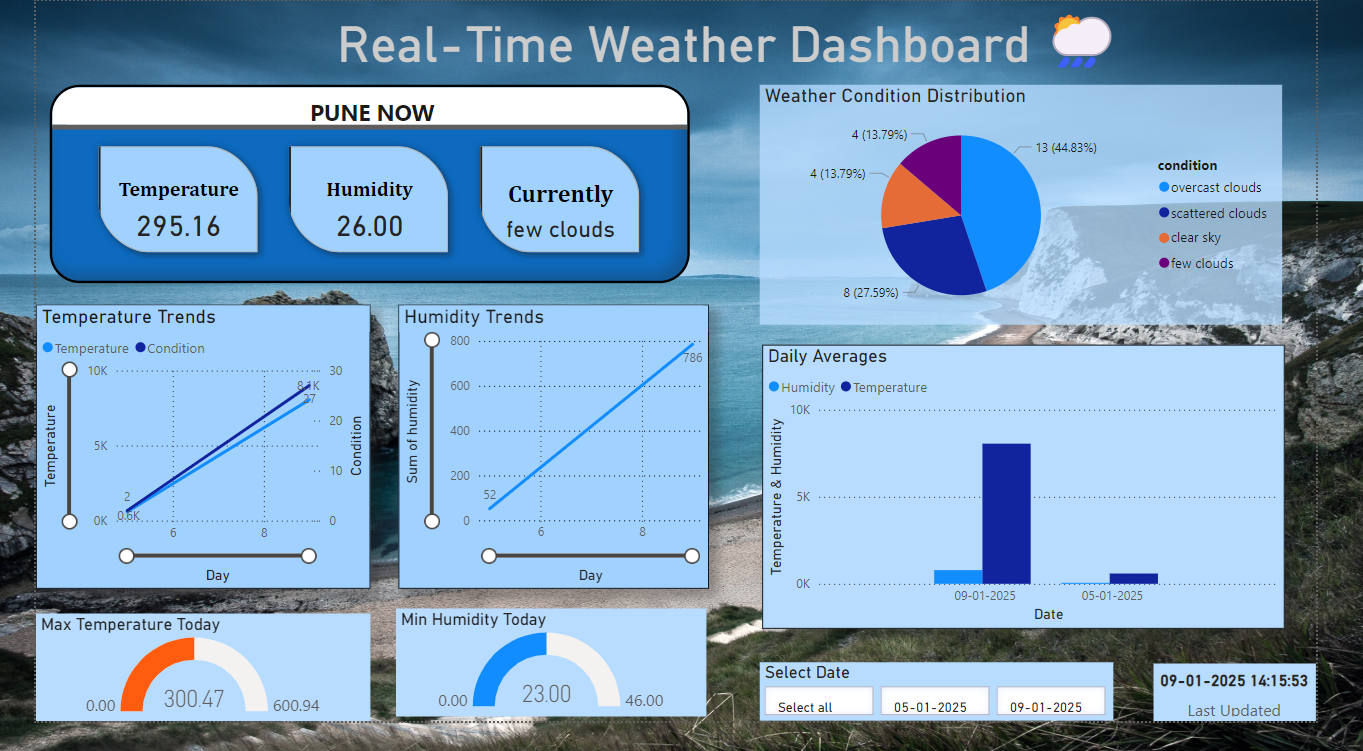 Real-Time Weather Dashboard
PUNE NOW
Temperature
295.16
Humidity
26.00
Currently
few clouds
Weather Condition Distribution
4 (13.79%)
13 (44.83%)
4 (13.79%)
8 (27.59%)
condition
overcast clouds
scattered clouds
clear sky
few clouds
Temperature Trends
Temperature Condition
10K
5K
0K
30
20
10
0
8.1K
27
2
0.6K
6 8
Temperature
Condition
Day
Humidity Trends
800
600
400
200
0
786
52
6 8
Sum of humidity
Day
Daily Averages
Humidity Temperature
10K
5K
0K
Temperature & Humidity
09-01-2025 05-01-2025
Date
Max Temperature Today
0.00 300.47 600.94
Min Humidity Today
0.00 23.00 46.00
Select Date
Select all 05-01-2025 09-01-2025
09-01-2025 14:15:53
Last Updated